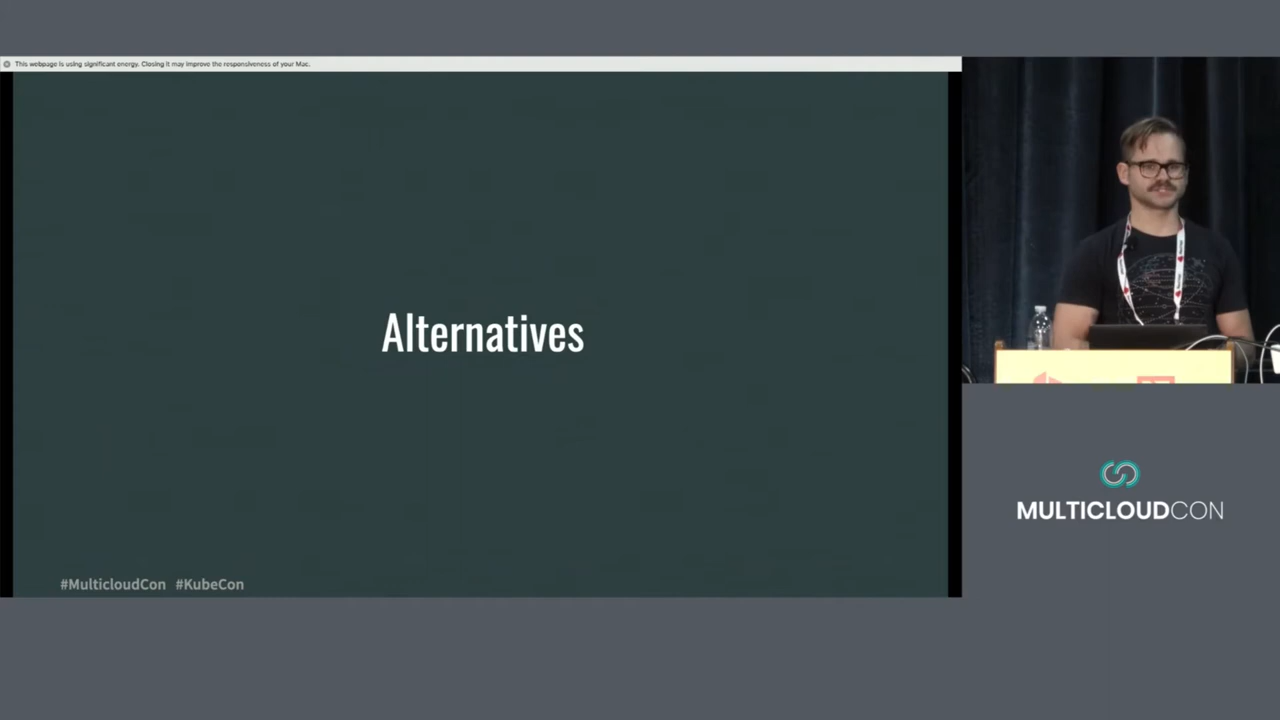 This webpage is using significant energy. Closing it may improve the responsiveness of your Mac.
Alternatives
#MulticloudCon #KubeCon
MULTICLOUDCON